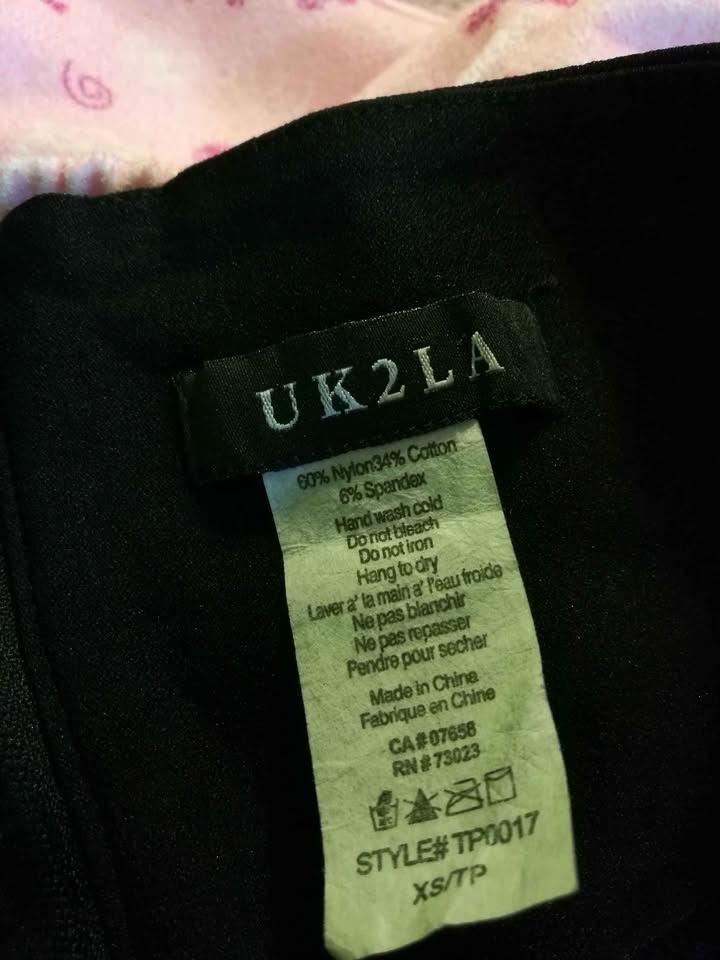 UK2LA
60% Nylon34% Cotton
6% Spandex
Hand wash cold
Do not bleach
Do not iron
Hang to dry
Laver a' la main a' l'eau froide
Ne pas blanchir
Ne pas repasser
Pendre pour secher
Made in China
Fabrique en Chine
CA#07658
RN#73023
STYLE#TP0017
XS/TP